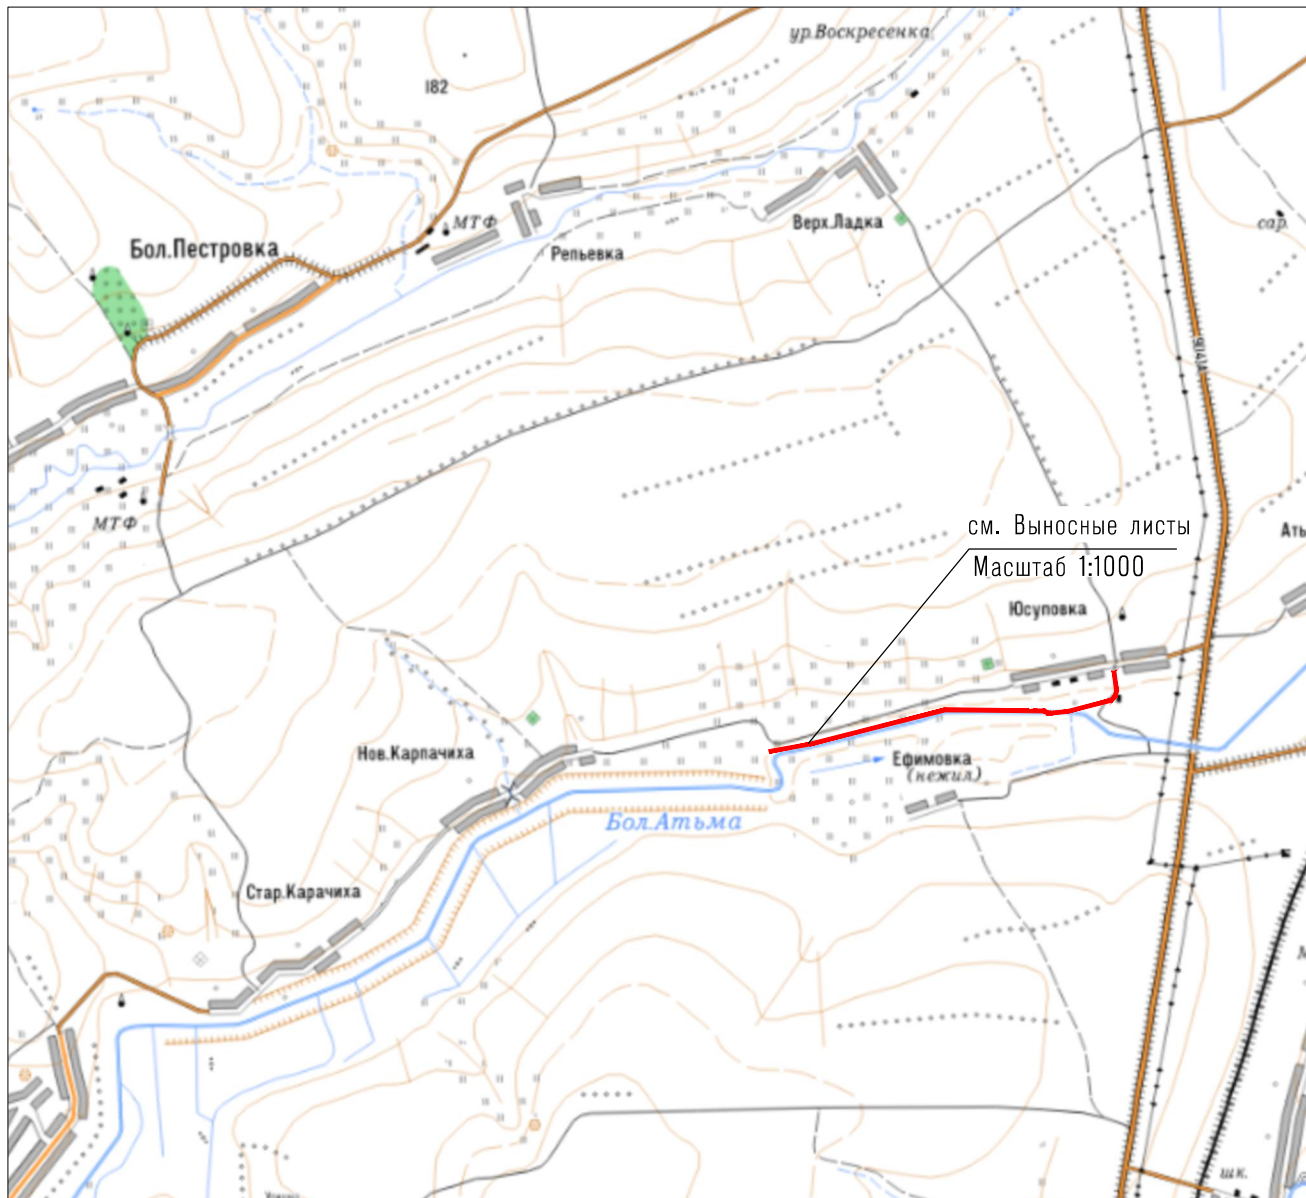 ур.Воскресенка
182
МТФ
Бол.Пестровка
Репьевка
Верх.Ладка
сар.
МТФ
см. Выносные листы
Масштаб 1:1000
Аты
Юсуповка
Нов.Карпачиха
Ефимовка
(нежил)
Бол.Атьма
Стар.Карачиха
шк.